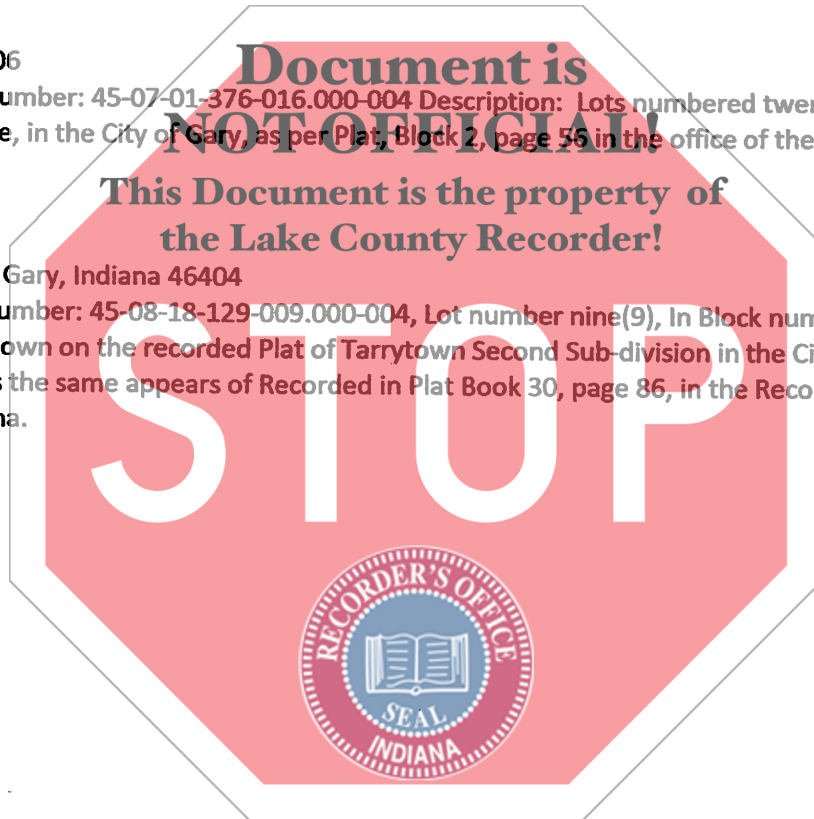 06
Document is
umber: 45-07-01-376-016.000-004 Description: Lots numbered twen
e, in the City of Gary, as per Plat, Block 2, page 56 in the office of the
NOT OFFICIAL!
This Document is the property of
the Lake County Recorder!
Gary, Indiana 46404
umber: 45-08-18-129-009.000-004, Lot number nine(9), In Block num
own on the recorded Plat of Tarrytown Second Sub-division in the Ci
s the same appears of Recorded in Plat Book 30, page 86, in the Reco
na.
STOP
RECORDER'S OFFICE
SEAL
INDIANA